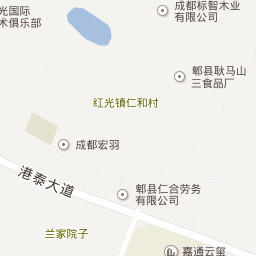 光国际
术俱乐部
成都标智木业
有限公司
郫县耿马山
三食品厂
红光镇仁和村
成都宏羽
港泰大道
郫县仁合劳务
有限公司
兰家院子
嘉通云玺